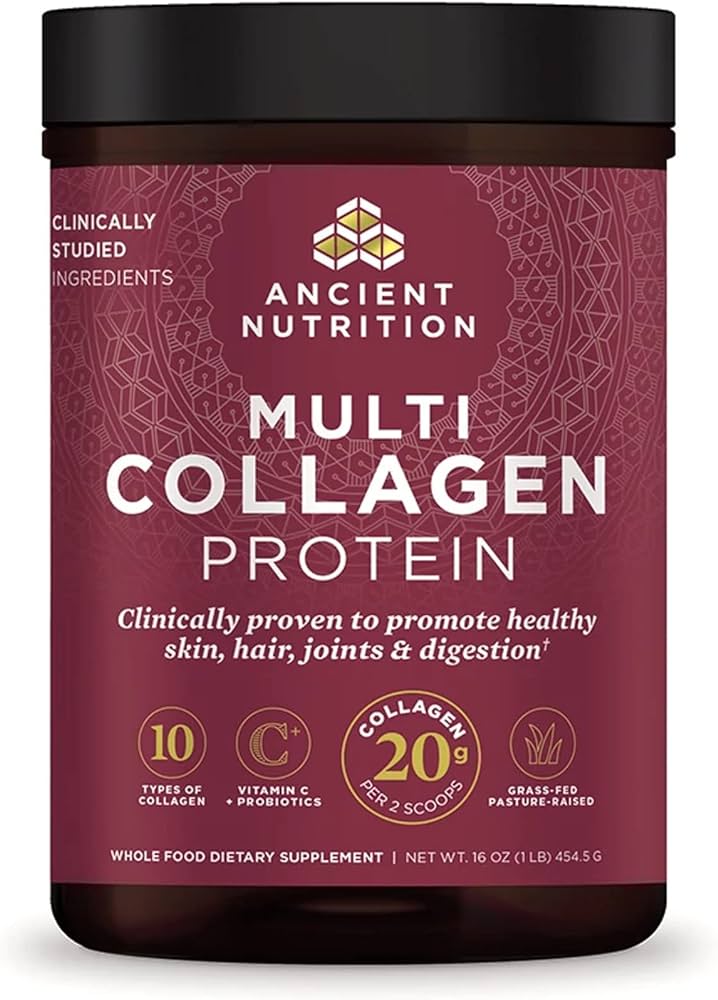 CLINICALLY
STUDIED
INGREDIENTS
ANCIENT
NUTRITION
MULTI
COLLAGEN
PROTEIN
Clinically proven to promote healthy
skin, hair, joints & digestion†
10
TYPES OF
COLLAGEN
C+
VITAMIN C
+ PROBIOTICS
COLLAGEN
20g
PER 2 SCOOPS
GRASS-FED
PASTURE-RAISED
WHOLE FOOD DIETARY SUPPLEMENT | NET WT. 16 OZ (1 LB) 454.5 G